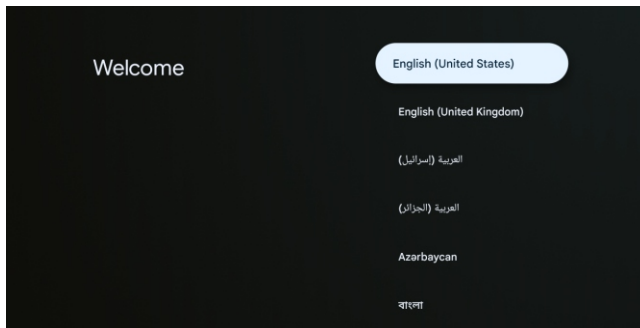 Welcome
English (United States)
English (United Kingdom)
العربية (إسرائيل)
العربية (الجزائر)
Azərbaycan
বাংলা